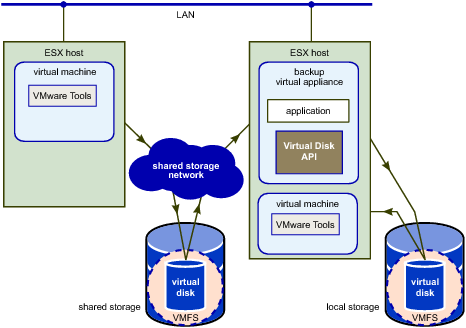 LAN
ESX host
virtual machine
VMware Tools
ESX host
backup
virtual appliance
application
Virtual Disk
API
shared storage
network
virtual machine
VMware Tools
virtual
disk
VMFS
shared storage
virtual
disk
VMFS
local storage